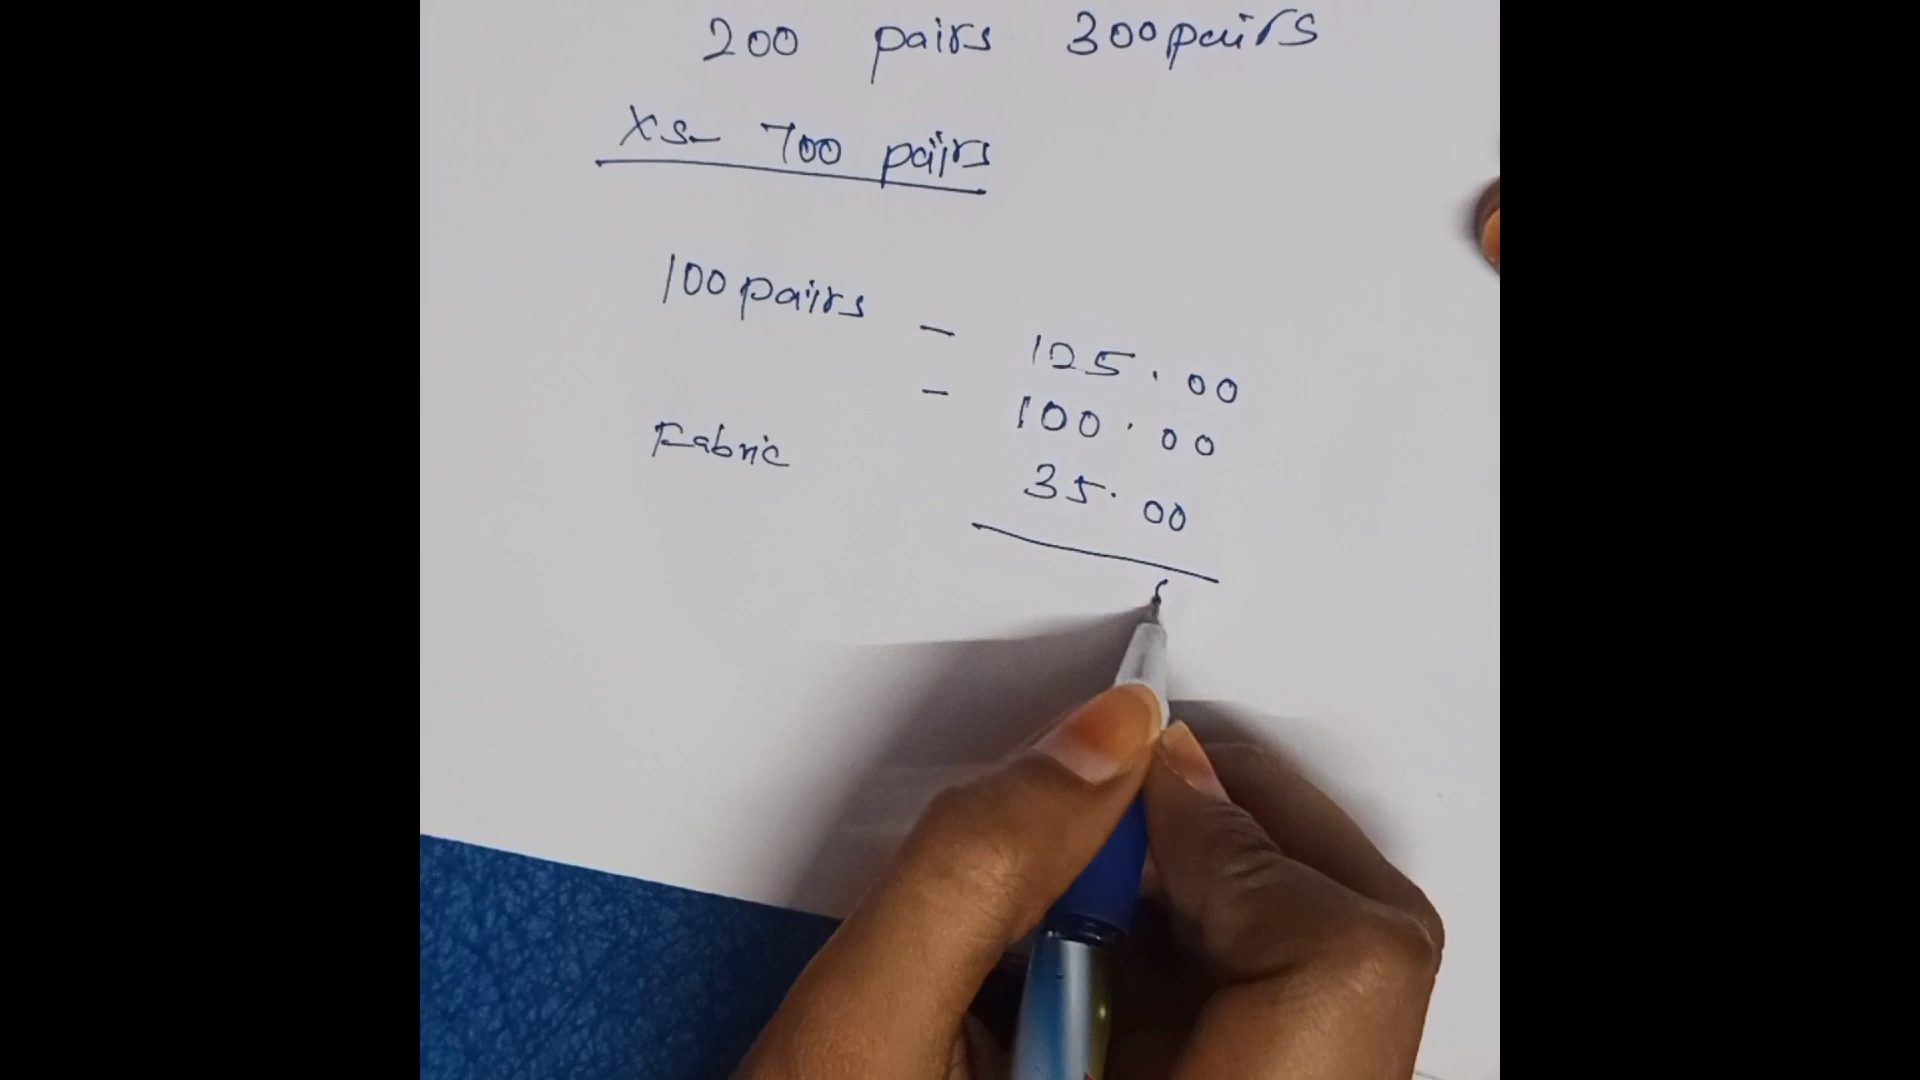 200 pairs 300pairs
XS- 700 pairs
100pairs - 125.00
- 100.00
Fabric 35.00